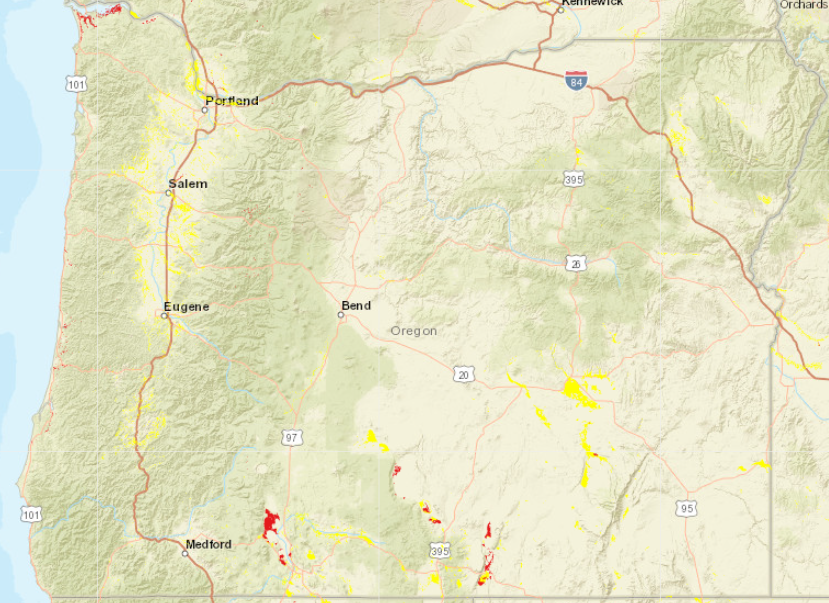 Kennewick
Orchards
101
84
Portland
395
Salem
26
Eugene
Bend
Oregon
20
97
95
101
Medford
395